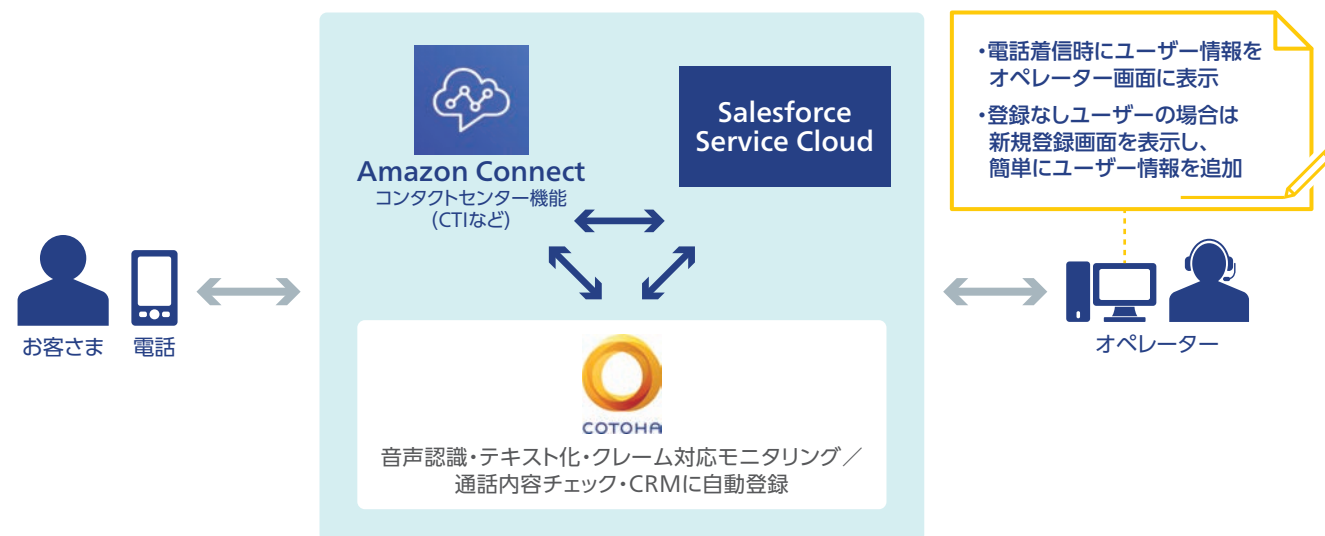 Amazon Connect
コンタクトセンター機能
(CTIなど)
Salesforce
Service Cloud
・電話着信時にユーザー情報を
オペレーター画面に表示
・登録なしユーザーの場合は
新規登録画面を表示し、
簡単にユーザー情報を追加
お客さま
電話
オペレーター
COTOHA
音声認識・テキスト化・クレーム対応モニタリング／
通話内容チェック・CRMに自動登録